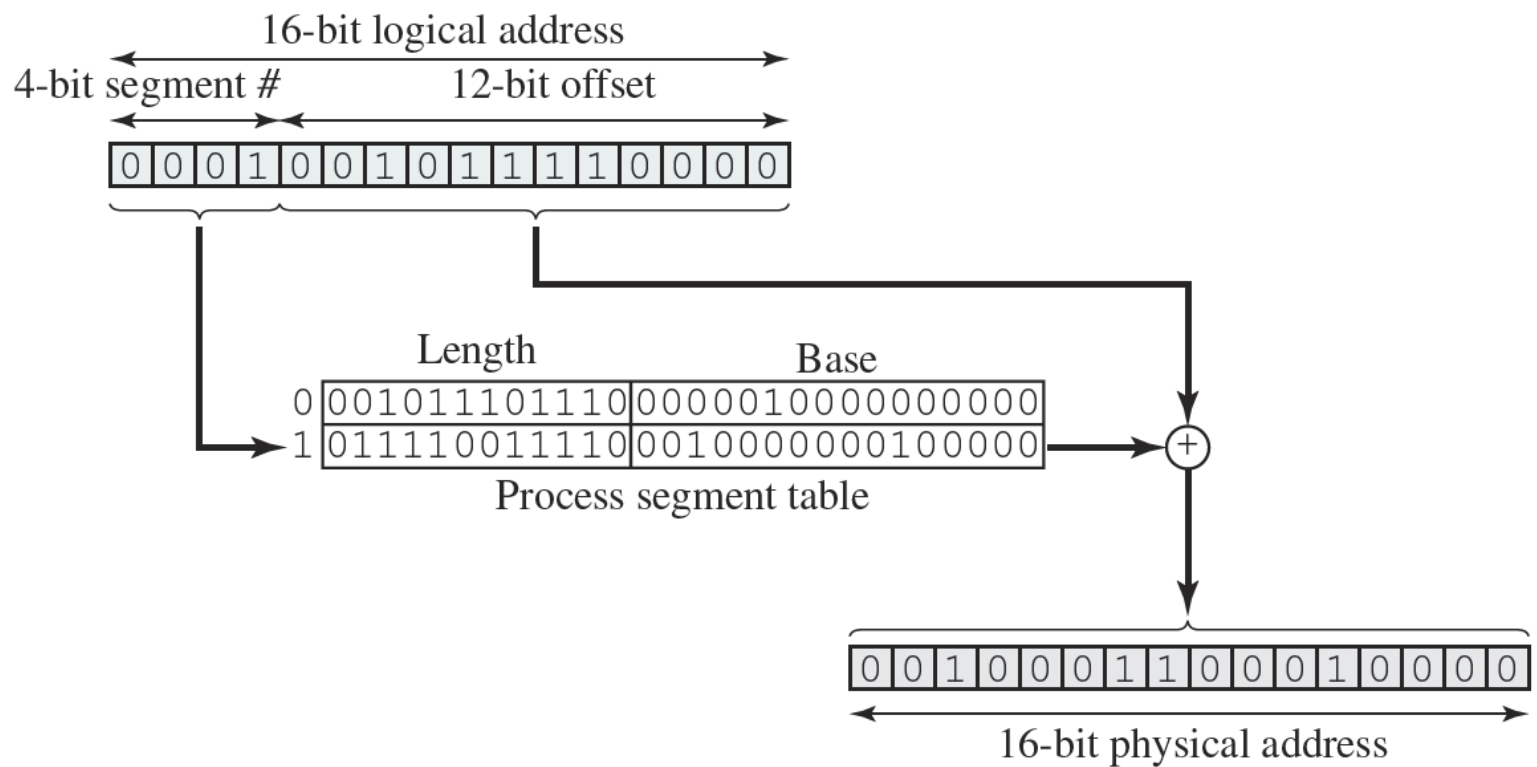 16-bit logical address
4-bit segment # 12-bit offset
0 0 0 1 0 0 1 0 1 1 1 1 0 0 0 0
Length Base
0 001011101110 0000010000000000
1 011110011110 0010000000100000
Process segment table
+
0 0 1 0 0 0 1 1 0 0 0 1 0 0 0 0
16-bit physical address